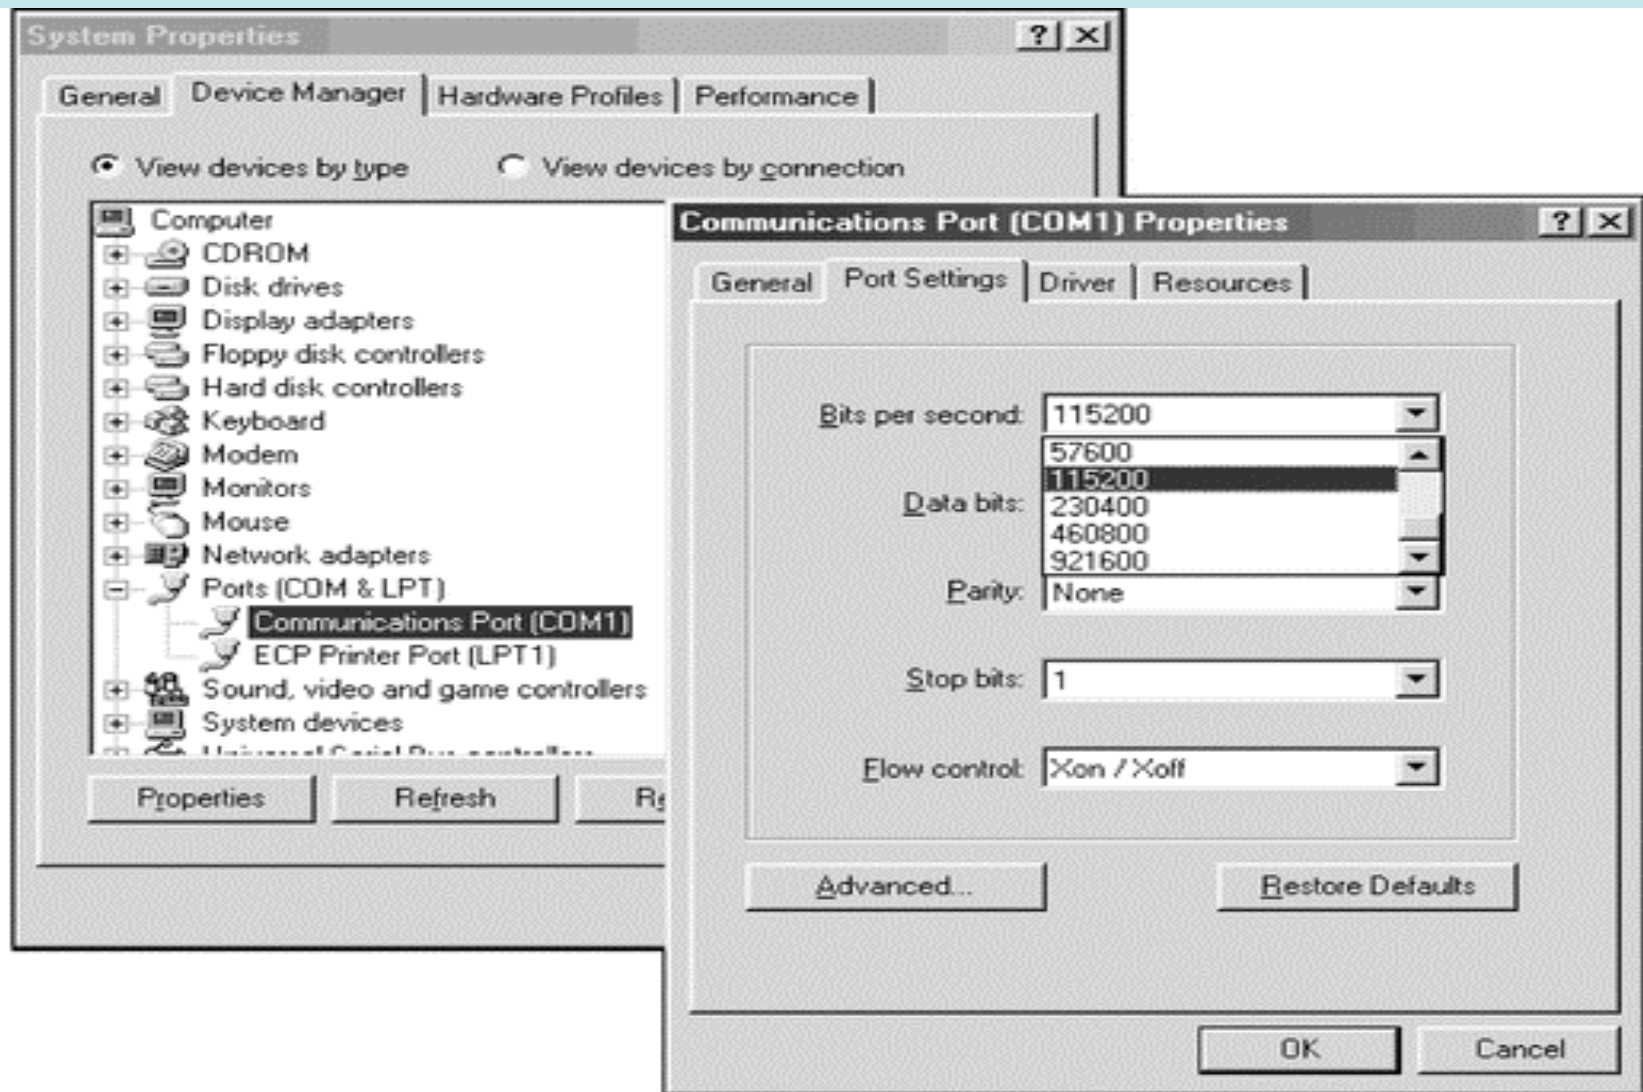 System Properties
General Device Manager Hardware Profiles Performance
View devices by type View devices by connection
Computer
CDROM
Disk drives
Display adapters
Floppy disk controllers
Hard disk controllers
Keyboard
Modem
Monitors
Mouse
Network adapters
Ports (COM & LPT)
Communications Port (COM1)
ECP Printer Port (LPT1)
Sound, video and game controllers
System devices
Universal Serial Bus controllers
Properties Refresh
Communications Port (COM1) Properties
General Port Settings Driver Resources
Bits per second: 115200
57600
115200
Data bits: 230400
460800
921600
Parity: None
Stop bits: 1
Flow control: Xon / Xoff
Advanced... Restore Defaults
OK Cancel